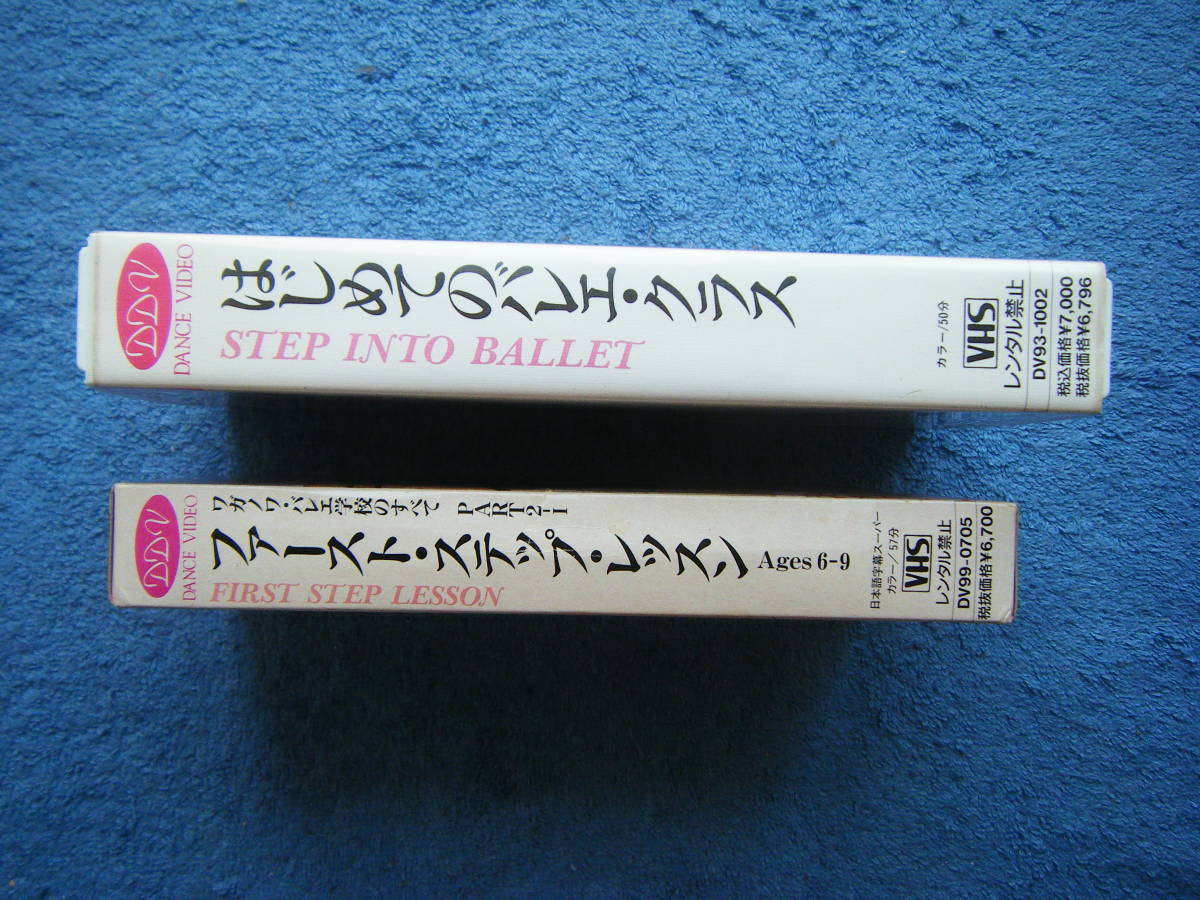 DDV
DANCE VIDEO
はじめてのバレエ・クラス
STEP INTO BALLET
カラー/50分
VHS
レンタル禁止
DV93-1002
税込価格¥7,000
税抜価格¥6,796
DDV
DANCE VIDEO
ワガノワ・バレエ学校のすべて PART2-I
ファースト・ステップ・レッスン Ages 6-9
FIRST STEP LESSON
日本語字幕スーパー
カラー/57分
VHS
レンタル禁止
DV99-0705
税抜価格¥6,700